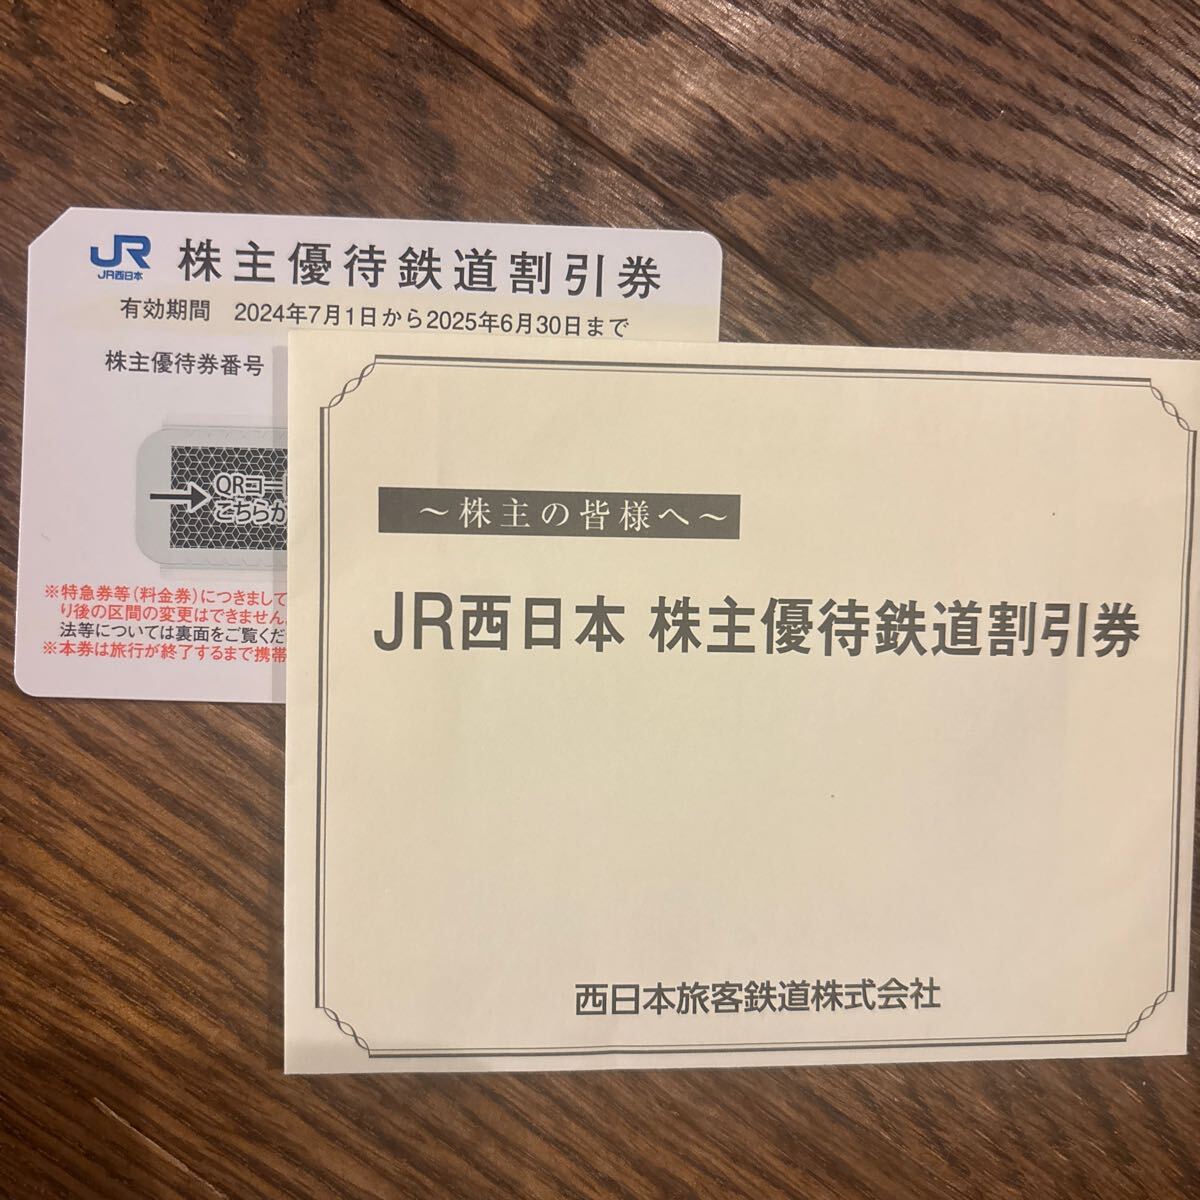 JR
JR西日本
株主優待鉄道割引券
有効期間 2024年7月1日から2025年6月30日まで
株主優待券番号
QRコー
こちらか
※特急券等(料金券)につきまして
り後の区間の変更はできません
法等については裏面をご覧くだ
※本券は旅行が終了するまで携帯
～株主の皆様へ～
JR西日本 株主優待鉄道割引券
西日本旅客鉄道株式会社